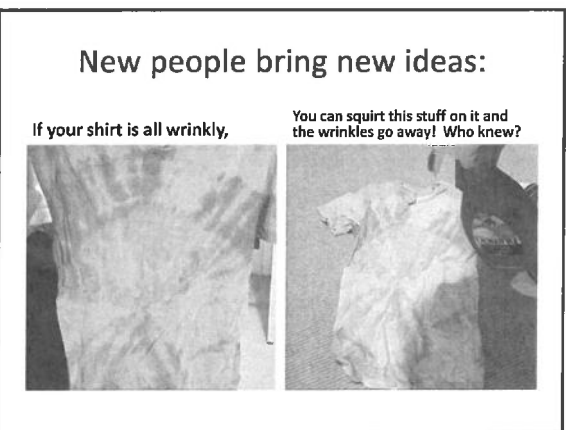 New people bring new ideas:
If your shirt is all wrinkly,
You can squirt this stuff on it and
the wrinkles go away!  Who knew?